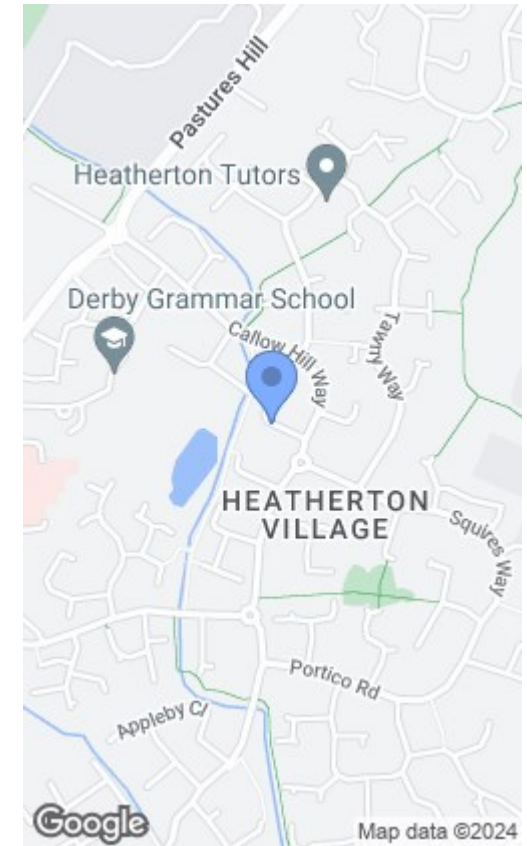 Pastures Hill
Heatherton Tutors
Derby Grammar School
Callow Hill Way
Tawny Way
HEATHERTON
VILLAGE
Squires Way
Portico Rd
Appleby Cl
Google
Map data ©2024